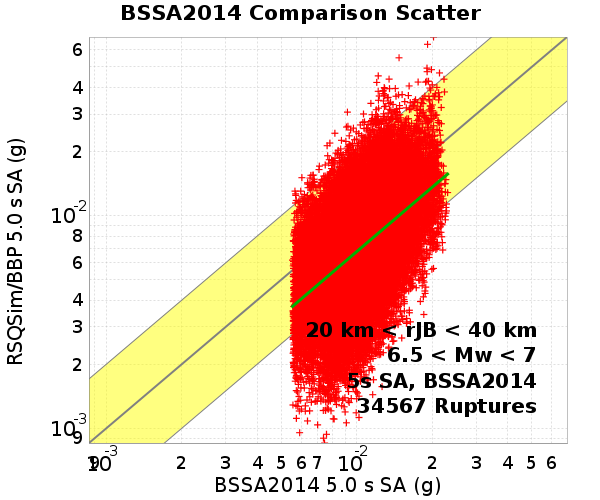 BSSA2014 Comparison Scatter
RSQSim/BBP 5.0 s SA (g)
6
4
3
2
10-2
8
6
4
3
2
10-3
9
20 km < rJB < 40 km
6.5 < Mw < 7
5s SA, BSSA2014
34567 Ruptures
9 10-3 2 3 4 5 6 7 10-2 2 3 4 5 6
BSSA2014 5.0 s SA (g)